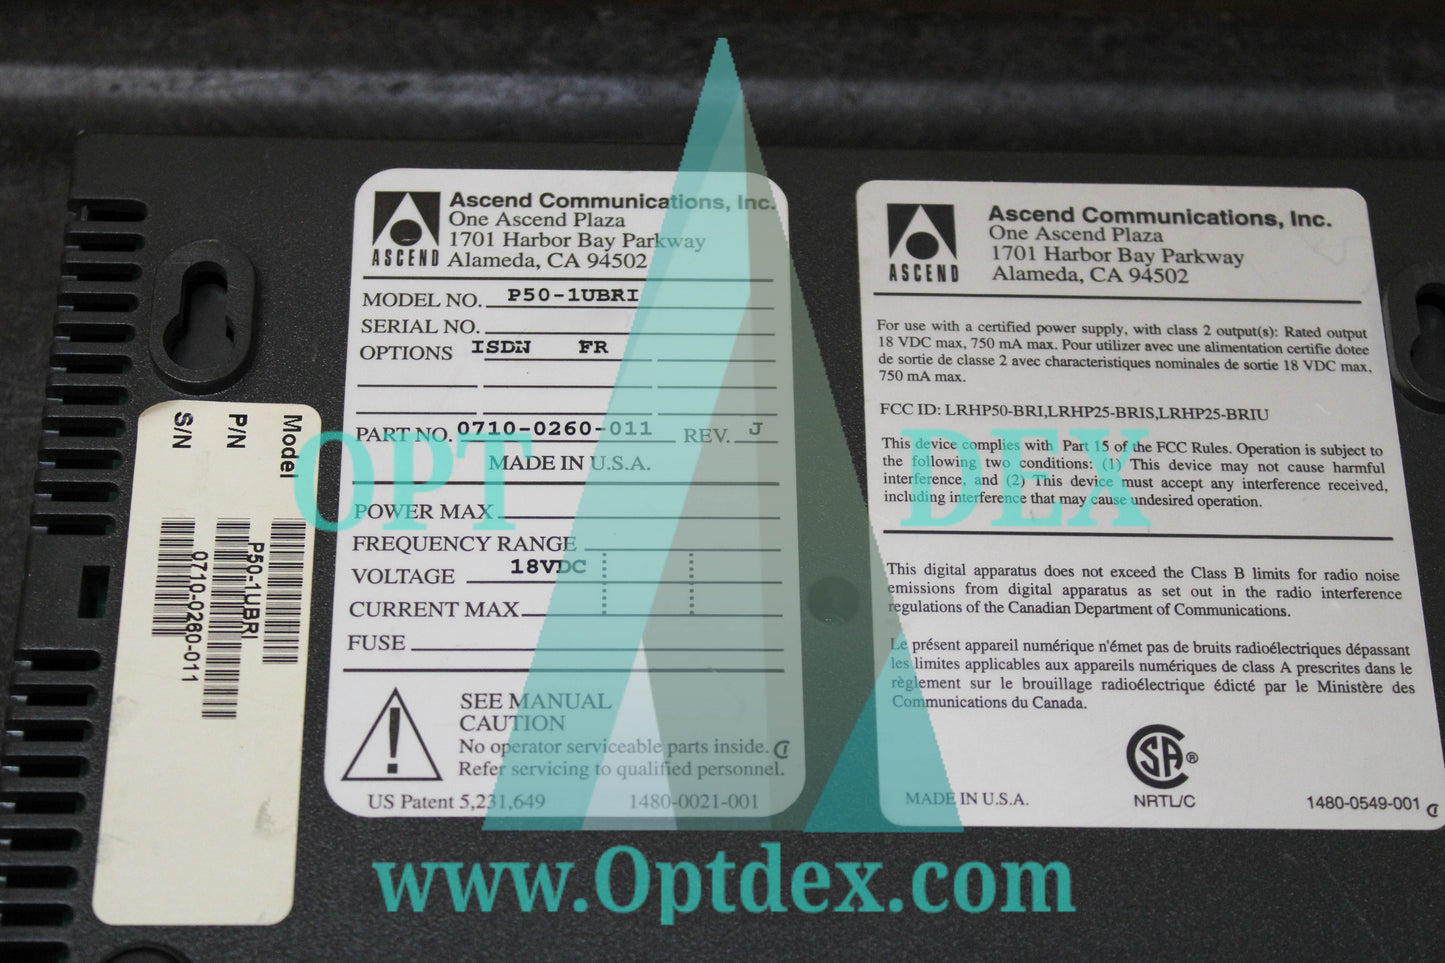 Ascend Communications, Inc.
One Ascend Plaza
1701 Harbor Bay Parkway
Alameda, CA 94502
ASCEND
MODEL NO. P50-1UBRI
SERIAL NO.
OPTIONS ISDN FR
PART NO. 0710-0260-011 REV. J
MADE IN U.S.A.
POWER MAX
FREQUENCY RANGE
VOLTAGE 18VDC
CURRENT MAX
FUSE
SEE MANUAL
CAUTION
No operator serviceable parts inside.
Refer servicing to qualified personnel.
US Patent 5,231,649 1480-0021-001
Ascend Communications, Inc.
One Ascend Plaza
1701 Harbor Bay Parkway
Alameda, CA 94502
ASCEND
For use with a certified power supply, with class 2 output(s): Rated output
18 VDC max, 750 mA max. Pour utilizer avec une alimentation certifie dotee
de sortie de classe 2 avec characteristiques nominales de sortie 18 VDC max,
750 mA max.
FCC ID: LRHP50-BRI,LRHP25-BRIS,LRHP25-BRIU
This device complies with Part 15 of the FCC Rules. Operation is subject to
the following two conditions: (1) This device may not cause harmful
interference, and (2) This device must accept any interference received,
including interference that may cause undesired operation.
This digital apparatus does not exceed the Class B limits for radio noise
emissions from digital apparatus as set out in the radio interference
regulations of the Canadian Department of Communications.
Le présent appareil numérique n'émet pas de bruits radioélectriques dépassant
les limites applicables aux appareils numériques de class A prescrites dans le
règlement sur le brouillage radioélectrique édicté par le Ministère des
Communications du Canada.
SA ®
NRTL/C
MADE IN U.S.A. 1480-0549-001
Model P50-1UBRI
P/N 0710-0260-011
S/N
OPT DEX
www.Optdex.com